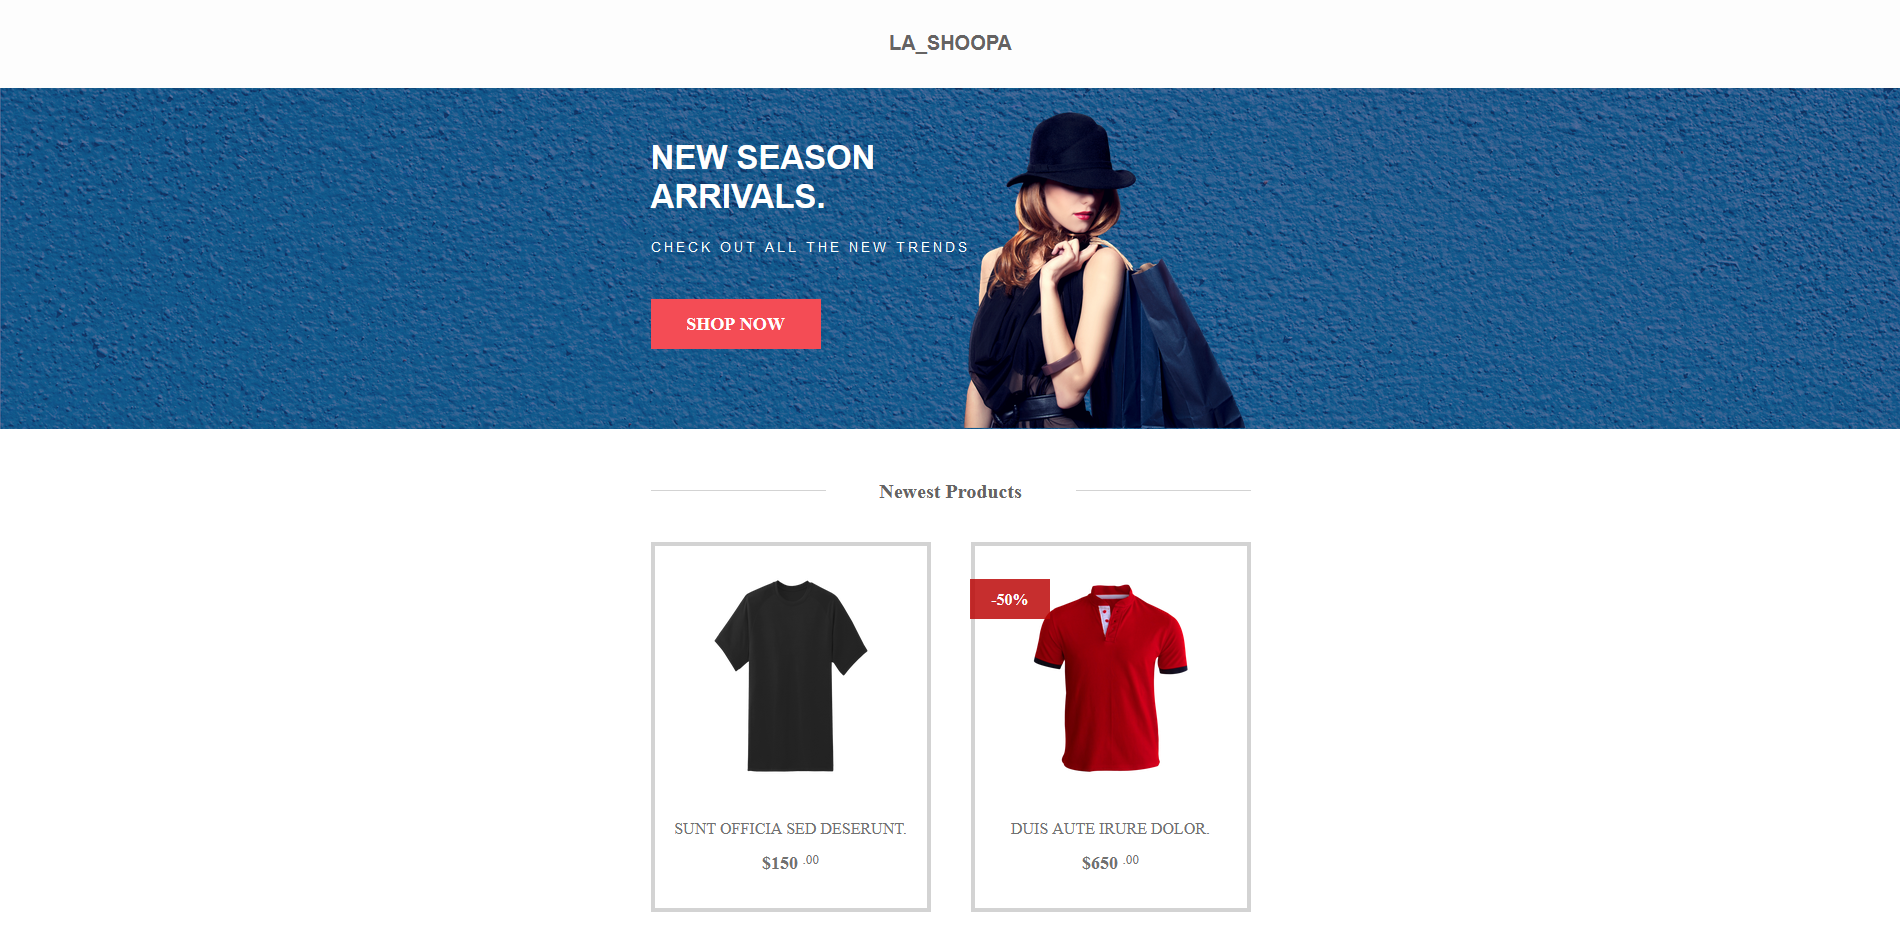 LA_SHOOPA
NEW SEASON
ARRIVALS.
CHECK OUT ALL THE NEW TRENDS
SHOP NOW
Newest Products
-50%
SUNT OFFICIA SED DESERUNT.
$150 .00
DUIS AUTE IRURE DOLOR.
$650 .00